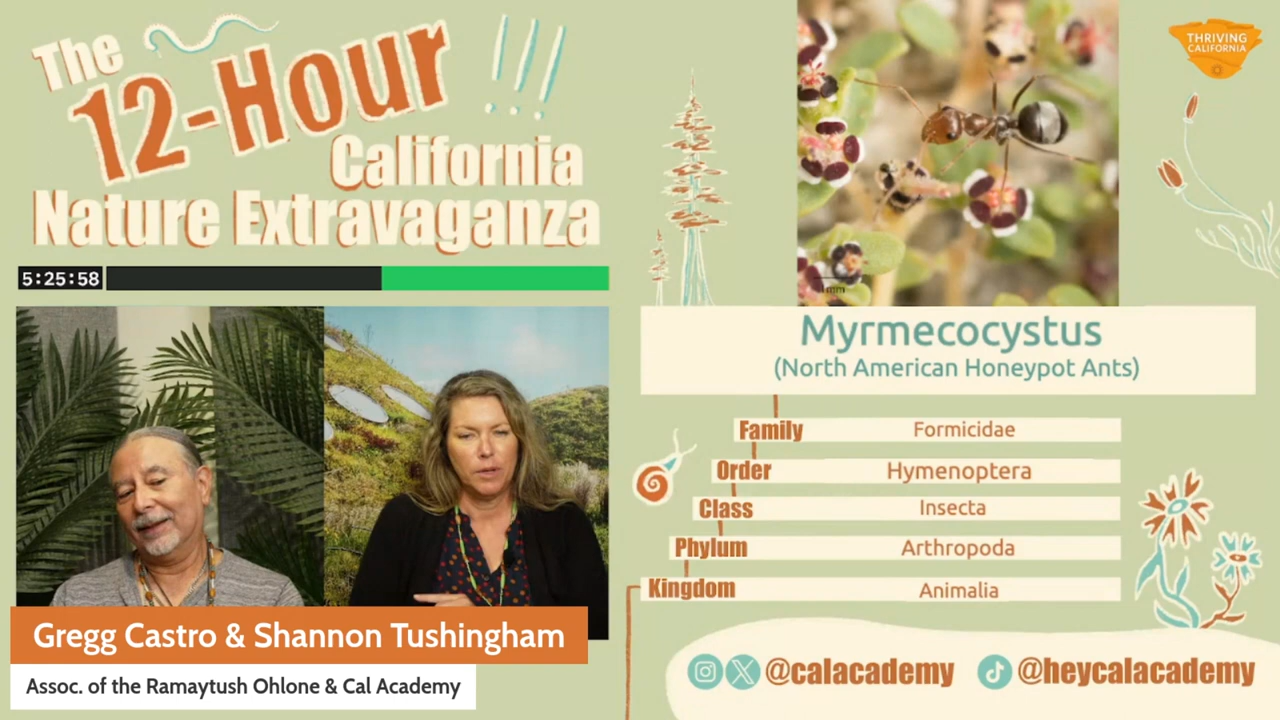 The
12-Hour
!!!
California
Nature Extravaganza
5:25:58
Gregg Castro & Shannon Tushingham
Assoc. of the Ramaytush Ohlone & Cal Academy
THRIVING
CALIFORNIA
1mm
Myrmecocystus
(North American Honeypot Ants)
Family Formicidae
Order Hymenoptera
Class Insecta
Phylum Arthropoda
Kingdom Animalia
@calacademy @heycalacademy